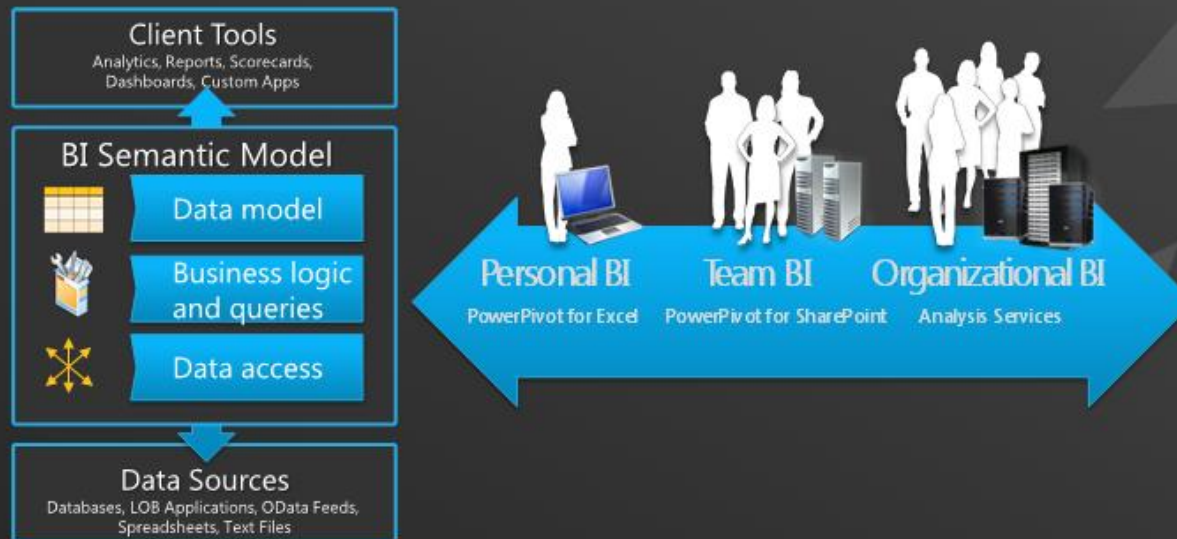 Client Tools
Analytics, Reports, Scorecards,
Dashboards, Custom Apps
BI Semantic Model
Data model
Business logic
and queries
Data access
Data Sources
Databases, LOB Applications, OData Feeds,
Spreadsheets, Text Files
Personal BI
PowerPivot for Excel
Team BI
PowerPivot for SharePoint
Organizational BI
Analysis Services